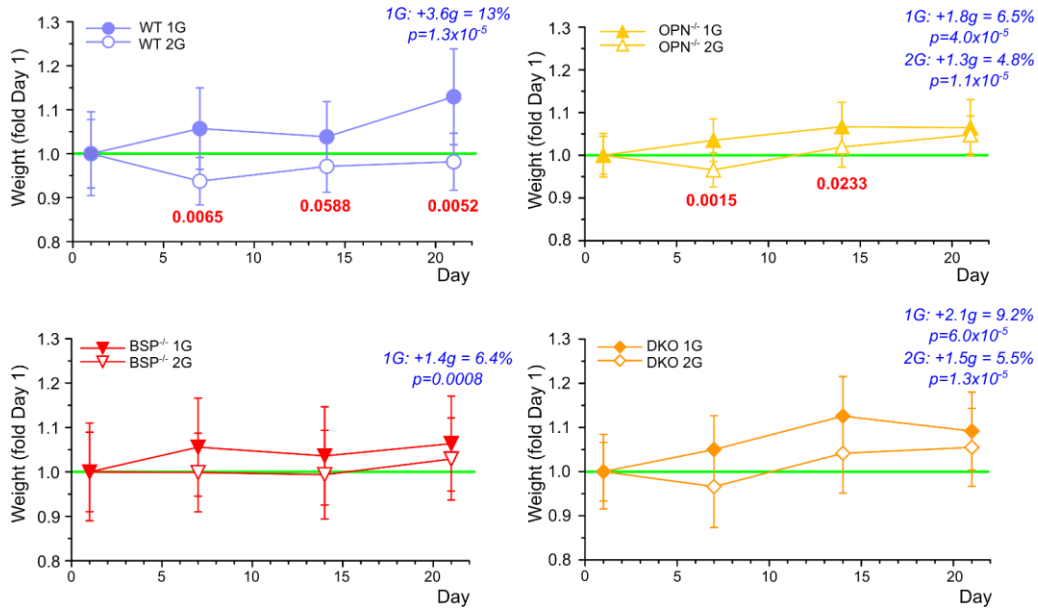 1.3
1.2
1.1
1.0
0.9
0.8
Weight (fold Day 1)
WT 1G
WT 2G
1G: +3.6g = 13%
p=1.3x10⁻⁵
0.0065
0.0588
0.0052
0 5 10 15 20
Day
1.3
1.2
1.1
1.0
0.9
0.8
Weight (fold Day 1)
OPN⁻/⁻ 1G
OPN⁻/⁻ 2G
1G: +1.8g = 6.5%
p=4.0x10⁻⁵
2G: +1.3g = 4.8%
p=1.1x10⁻⁵
0.0015
0.0233
0 5 10 15 20
Day
1.3
1.2
1.1
1.0
0.9
0.8
Weight (fold Day 1)
BSP⁻/⁻ 1G
BSP⁻/⁻ 2G
1G: +1.4g = 6.4%
p=0.0008
0 5 10 15 20
Day
1.3
1.2
1.1
1.0
0.9
0.8
Weight (fold Day 1)
DKO 1G
DKO 2G
1G: +2.1g = 9.2%
p=6.0x10⁻⁵
2G: +1.5g = 5.5%
p=1.3x10⁻⁵
0 5 10 15 20
Day